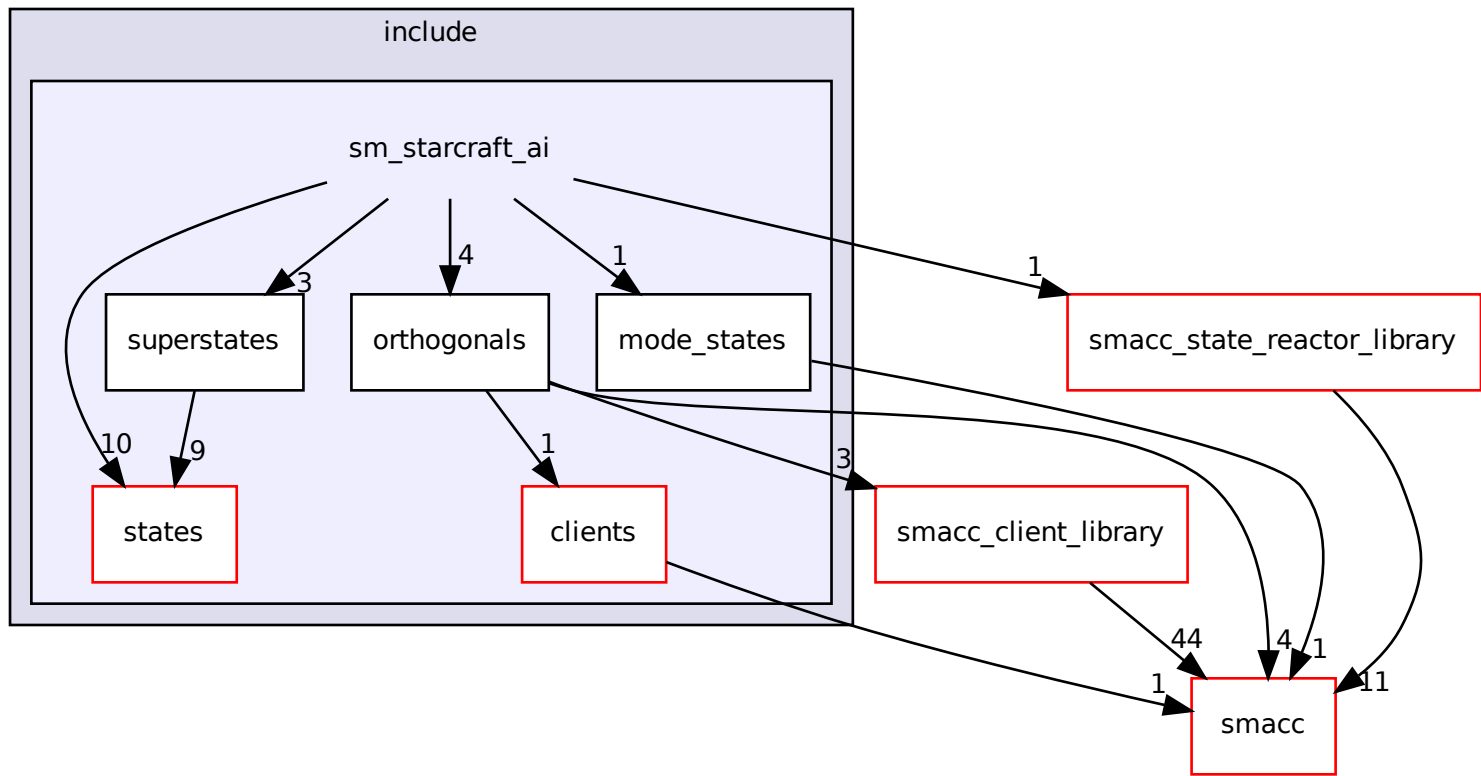 include
sm_starcraft_ai
1
4
1
3
superstates
orthogonals
mode_states
smacc_state_reactor_library
10
9
1
3
states
clients
smacc_client_library
44
4
1
11
1
smacc